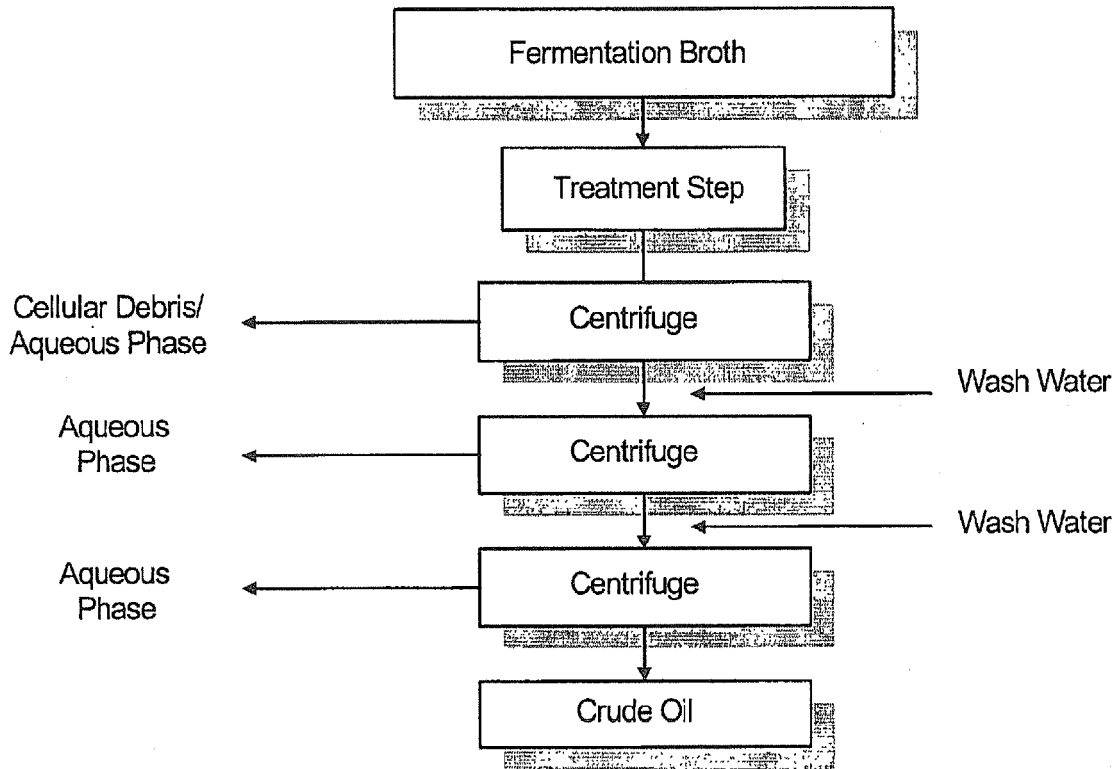 Fermentation Broth
Treatment Step
Cellular Debris/
Aqueous Phase
Centrifuge
Wash Water
Aqueous
Phase
Centrifuge
Wash Water
Aqueous
Phase
Centrifuge
Crude Oil